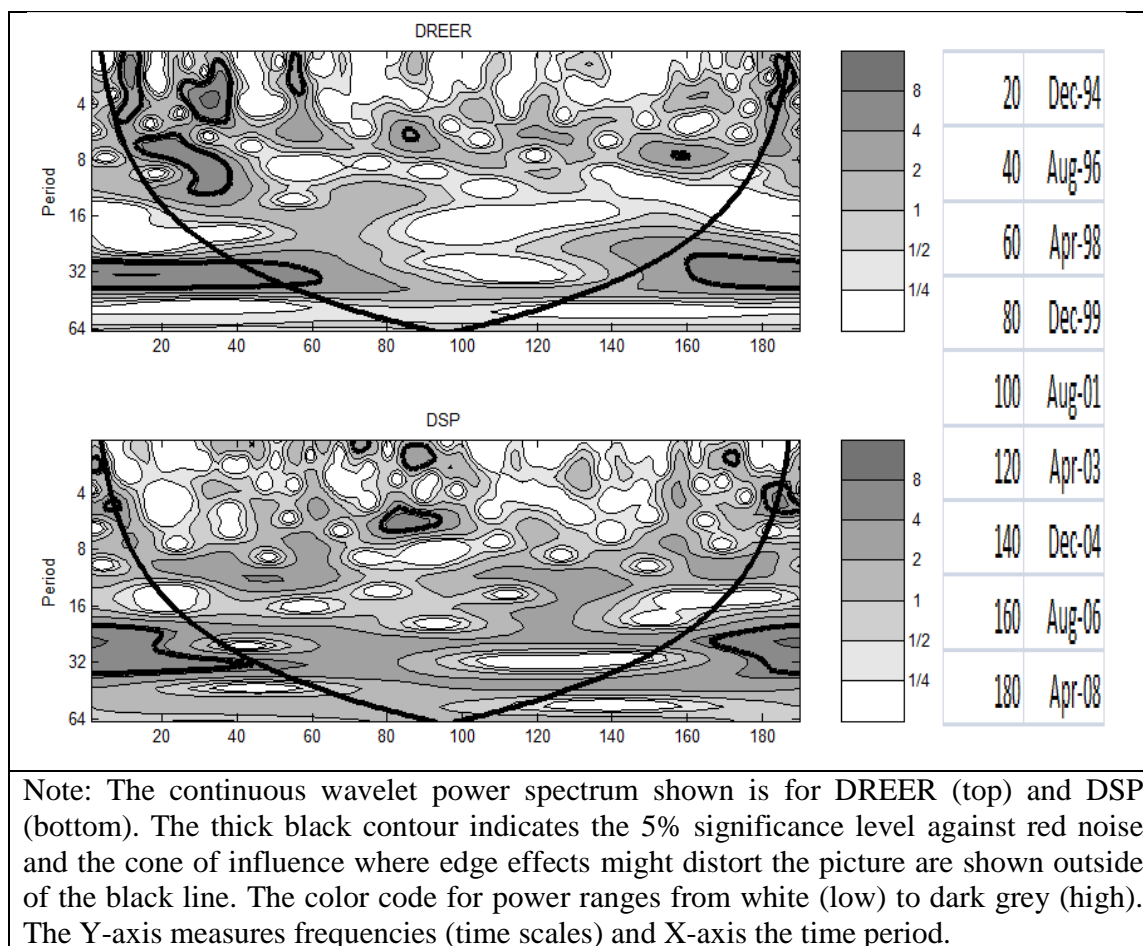 DREER
Period
4
8
16
32
64
20 40 60 80 100 120 140 160 180
8
4
2
1
1/2
1/4
DSP
Period
4
8
16
32
64
20 40 60 80 100 120 140 160 180
8
4
2
1
1/2
1/4
20 Dec-94
40 Aug-96
60 Apr-98
80 Dec-99
100 Aug-01
120 Apr-03
140 Dec-04
160 Aug-06
180 Apr-08
Note: The continuous wavelet power spectrum shown is for DREER (top) and DSP
(bottom). The thick black contour indicates the 5% significance level against red noise
and the cone of influence where edge effects might distort the picture are shown outside
of the black line. The color code for power ranges from white (low) to dark grey (high).
The Y-axis measures frequencies (time scales) and X-axis the time period.